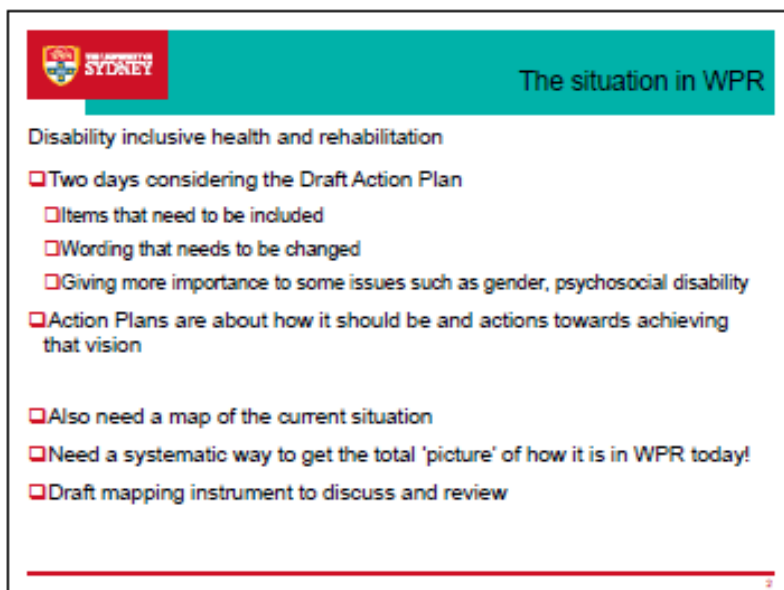 THE UNIVERSITY OF
SYDNEY
The situation in WPR
Disability inclusive health and rehabilitation
❑Two days considering the Draft Action Plan
❑Items that need to be included
❑Wording that needs to be changed
❑Giving more importance to some issues such as gender, psychosocial disability
❑Action Plans are about how it should be and actions towards achieving
that vision
❑Also need a map of the current situation
❑Need a systematic way to get the total 'picture' of how it is in WPR today!
❑Draft mapping instrument to discuss and review
2